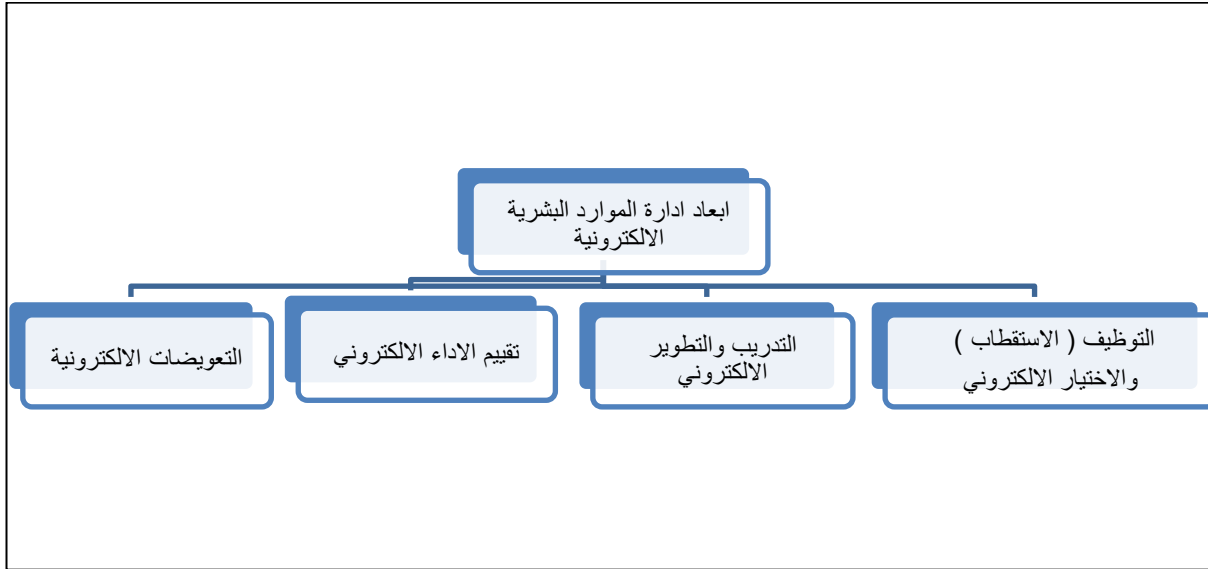 ابعاد ادارة الموارد البشرية
الالكترونية
التوظيف ( الاستقطاب )
والاختيار الالكتروني
التدريب والتطوير
الالكتروني
تقييم الاداء الالكتروني
التعويضات الالكترونية